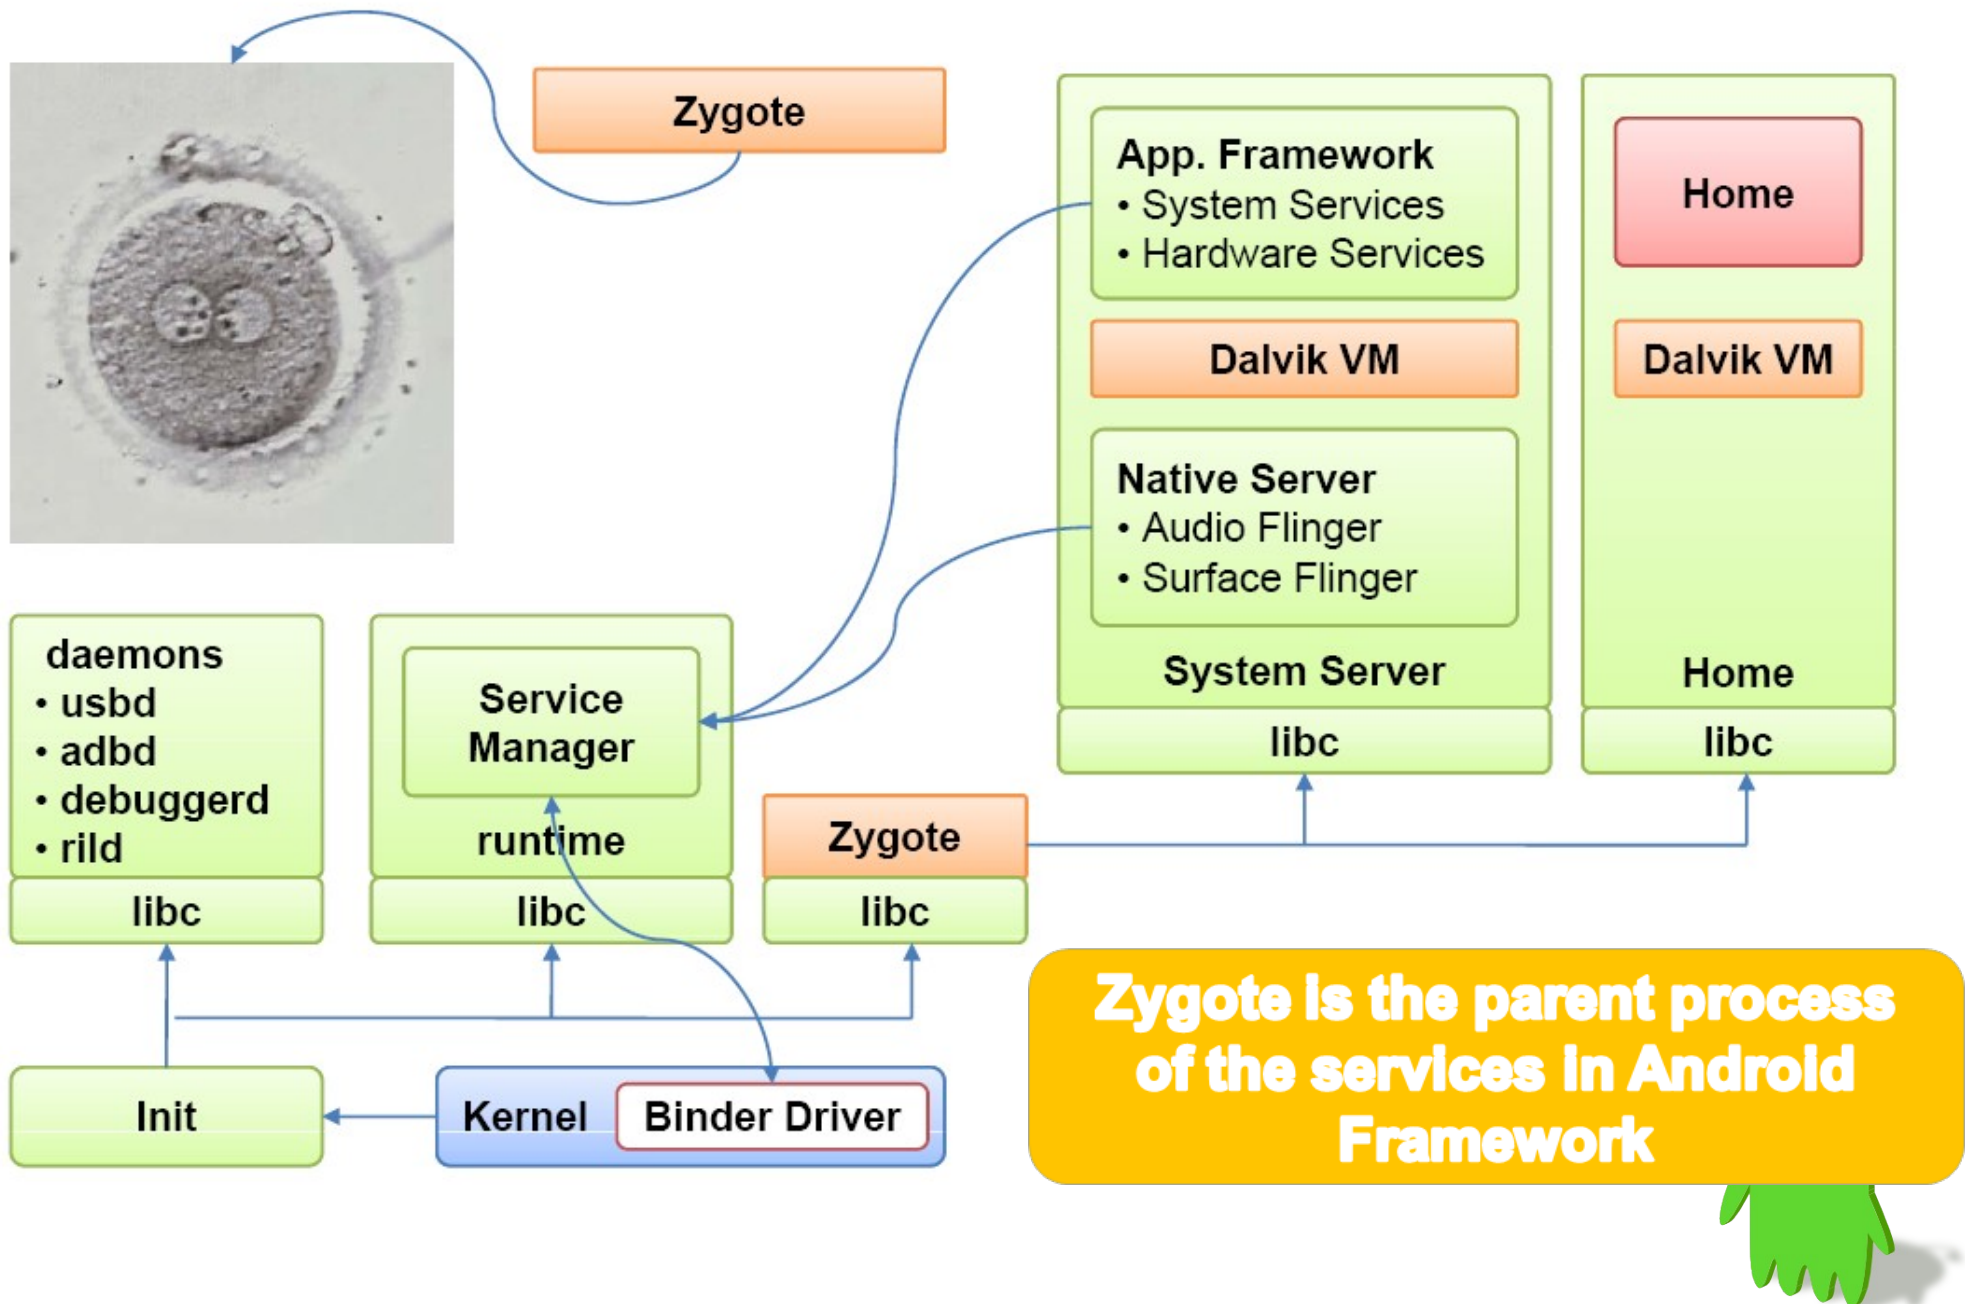 Zygote
App. Framework
• System Services
• Hardware Services
Dalvik VM
Native Server
• Audio Flinger
• Surface Flinger
System Server
libc
Home
Dalvik VM
Home
libc
daemons
• usbd
• adbd
• debuggerd
• rild
libc
Service
Manager
runtime
libc
Zygote
libc
Init
Kernel
Binder Driver
Zygote is the parent process
of the services in Android
Framework